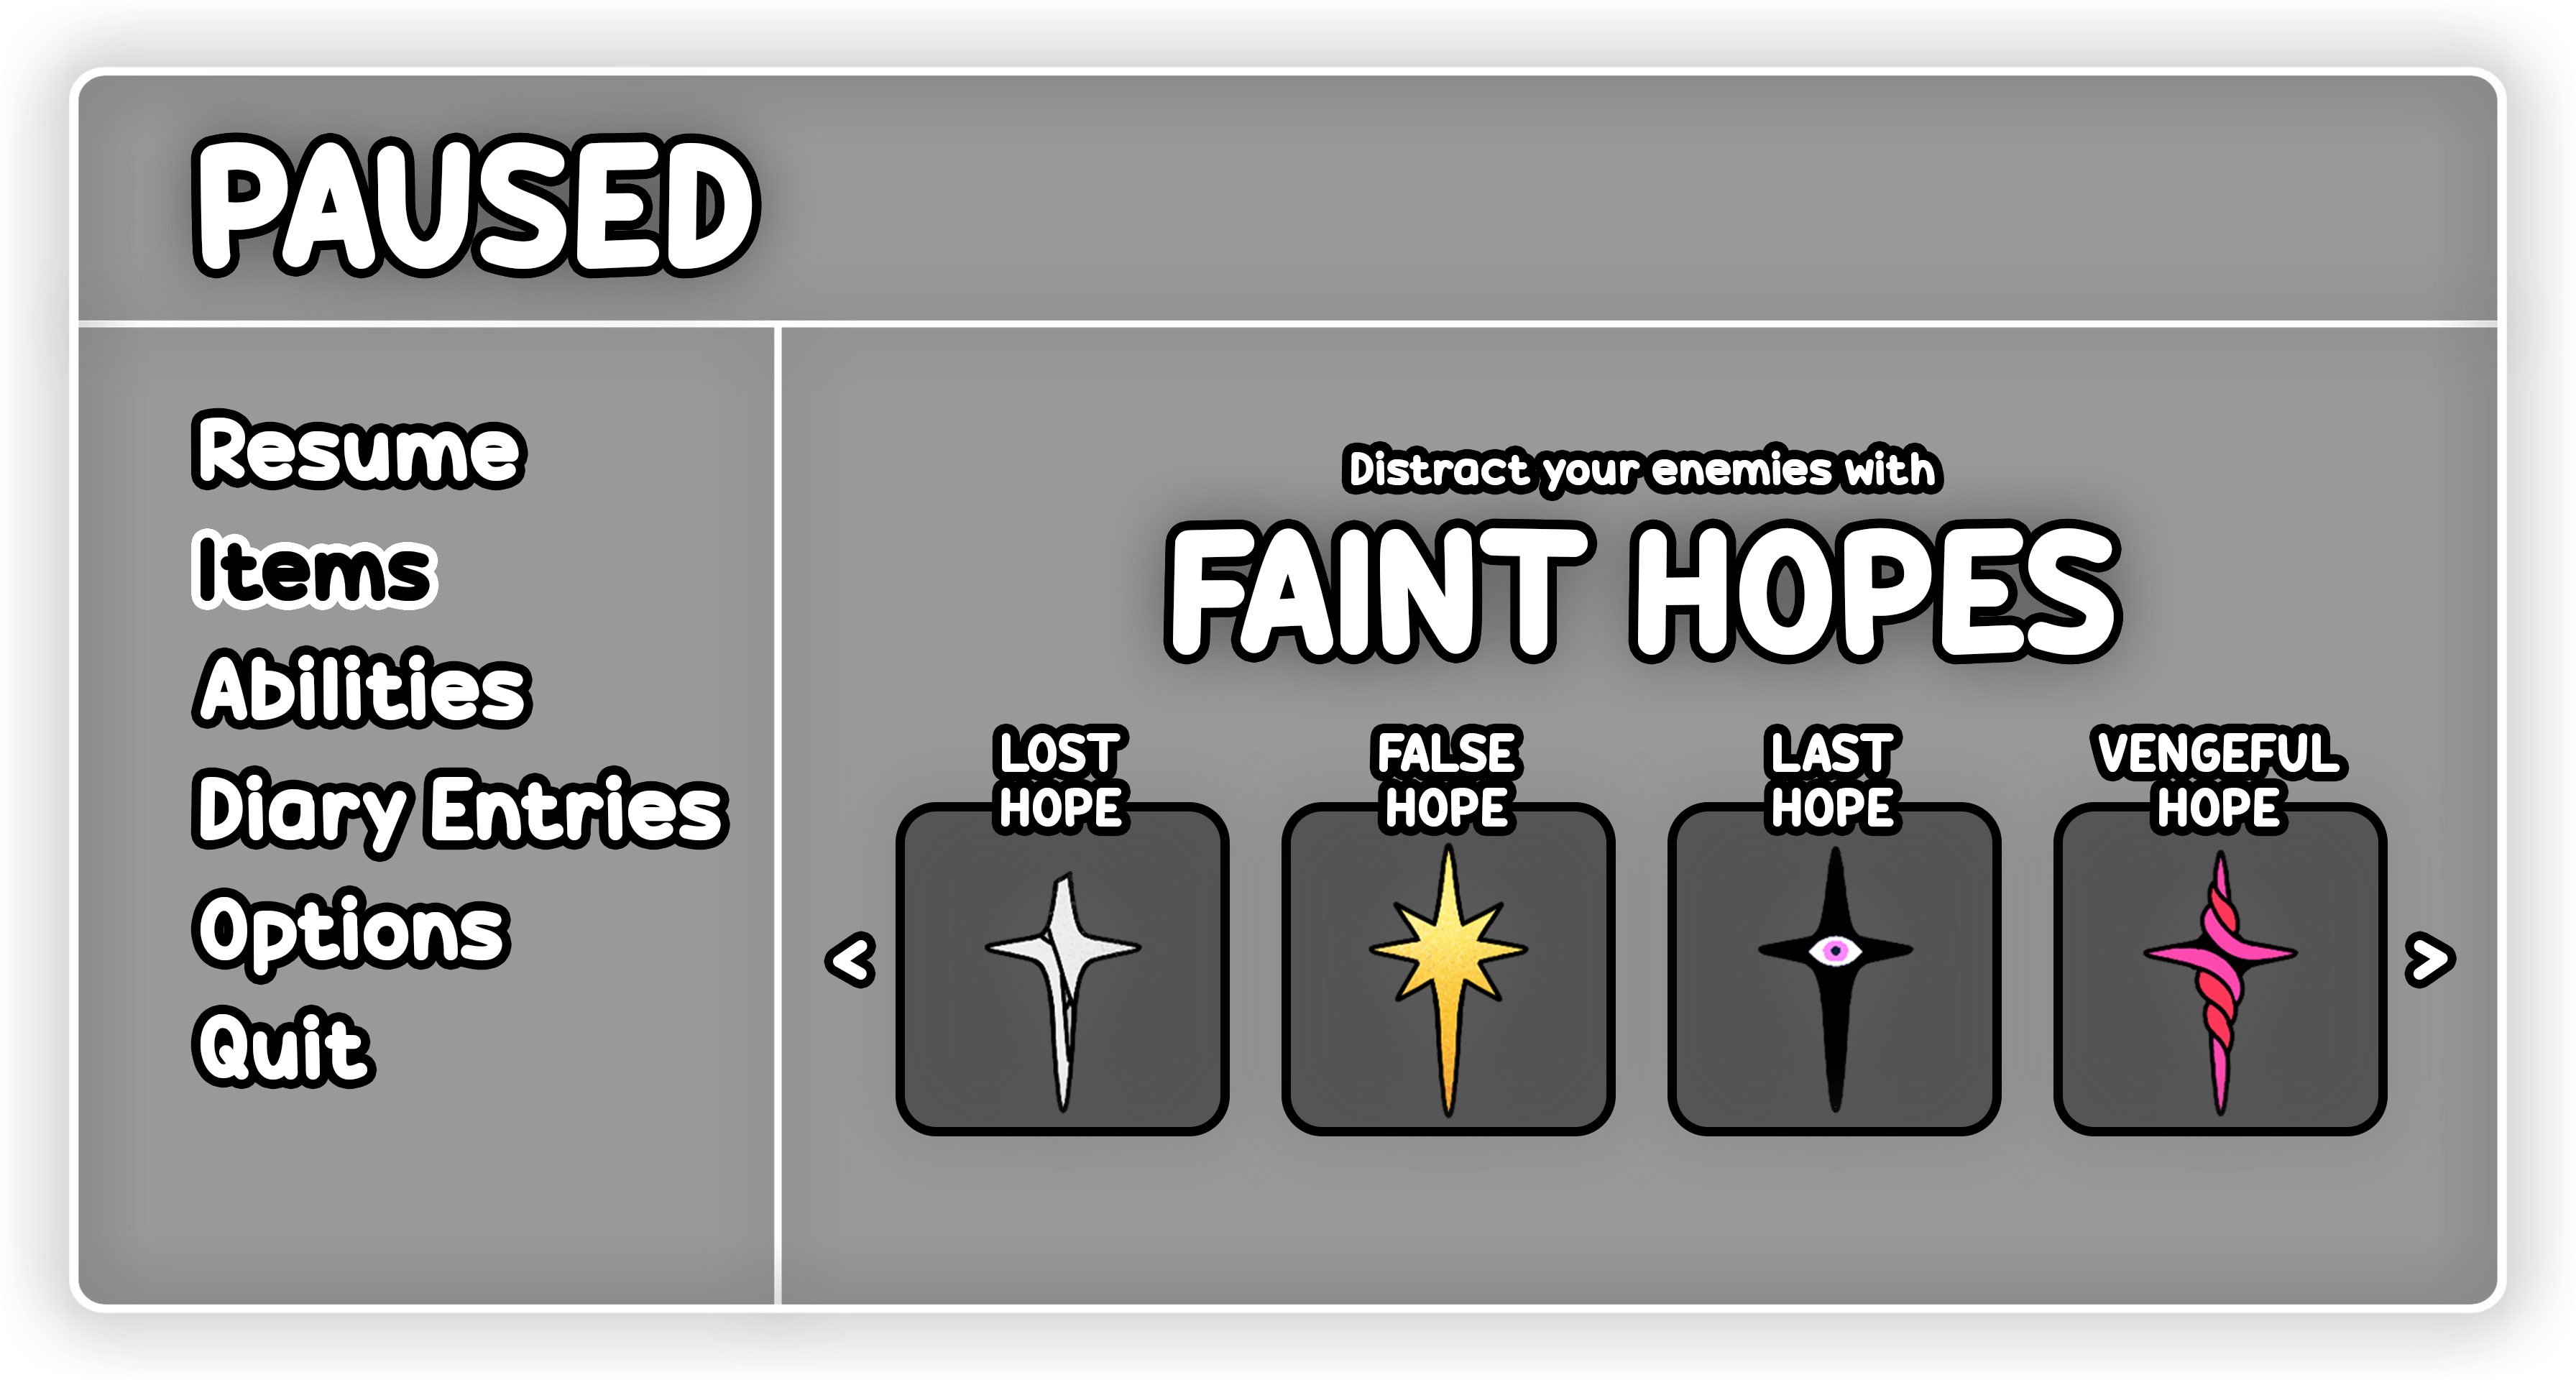 PAUSED
Resume
Items
Abilities
Diary Entries
Options
Quit
Distract your enemies with
FAINT HOPES
LOST
HOPE
FALSE
HOPE
LAST
HOPE
VENGEFUL
HOPE
<
>